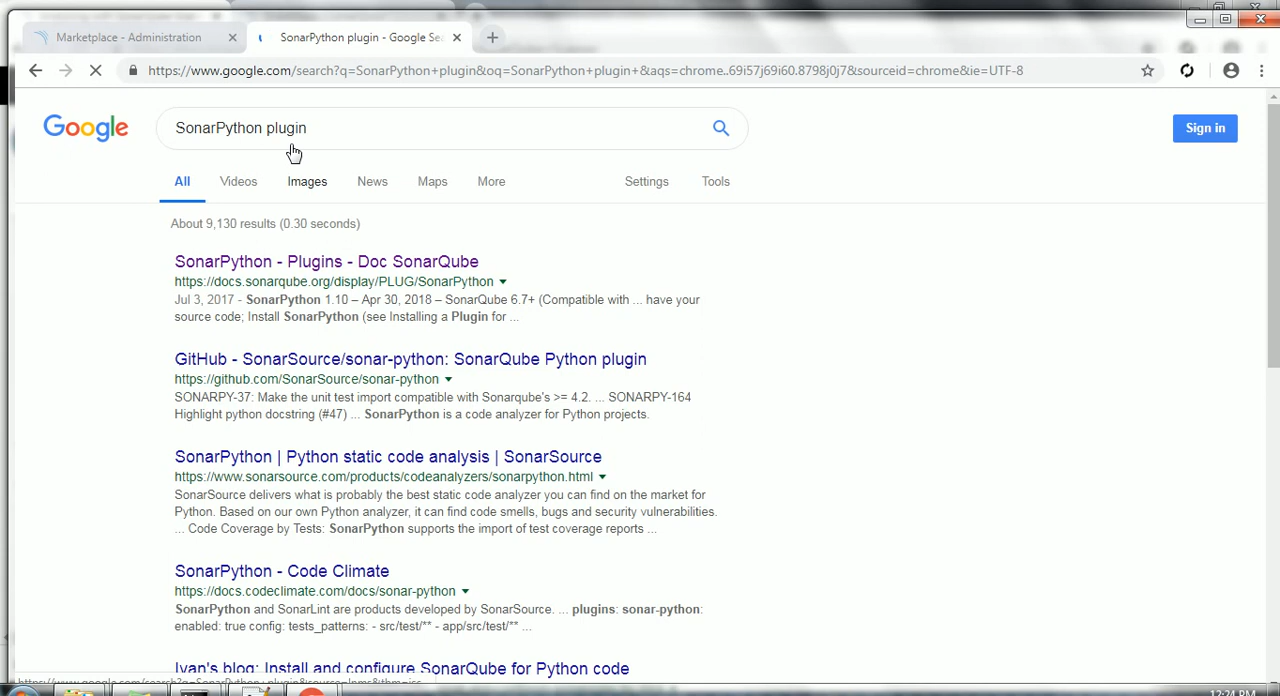 Marketplace - Administration
SonarPython plugin - Google Se
https://www.google.com/search?q=SonarPython+plugin&oq=SonarPython+plugin+&aqs=chrome..69i57j69i60.8798j0j7&sourceid=chrome&ie=UTF-8
Google
SonarPython plugin
Sign in
All Videos Images News Maps More Settings Tools
About 9,130 results (0.30 seconds)
SonarPython - Plugins - Doc SonarQube
https://docs.sonarqube.org/display/PLUG/SonarPython
Jul 3, 2017 - SonarPython 1.10 – Apr 30, 2018 – SonarQube 6.7+ (Compatible with ... have your
source code; Install SonarPython (see Installing a Plugin for ...
GitHub - SonarSource/sonar-python: SonarQube Python plugin
https://github.com/SonarSource/sonar-python
SONARPY-37: Make the unit test import compatible with Sonarqube's >= 4.2. ... SONARPY-164
Highlight python docstring (#47) ... SonarPython is a code analyzer for Python projects.
SonarPython | Python static code analysis | SonarSource
https://www.sonarsource.com/products/codeanalyzers/sonarpython.html
SonarSource delivers what is probably the best static code analyzer you can find on the market for
Python. Based on our own Python analyzer, it can find code smells, bugs and security vulnerabilities.
... Code Coverage by Tests: SonarPython supports the import of test coverage reports ...
SonarPython - Code Climate
https://docs.codeclimate.com/docs/sonar-python
SonarPython and SonarLint are products developed by SonarSource. ... plugins: sonar-python:
enabled: true config: tests_patterns: - src/test/** - app/src/test/** ...
Ivan's blog: Install and configure SonarQube for Python code
12:24 PM